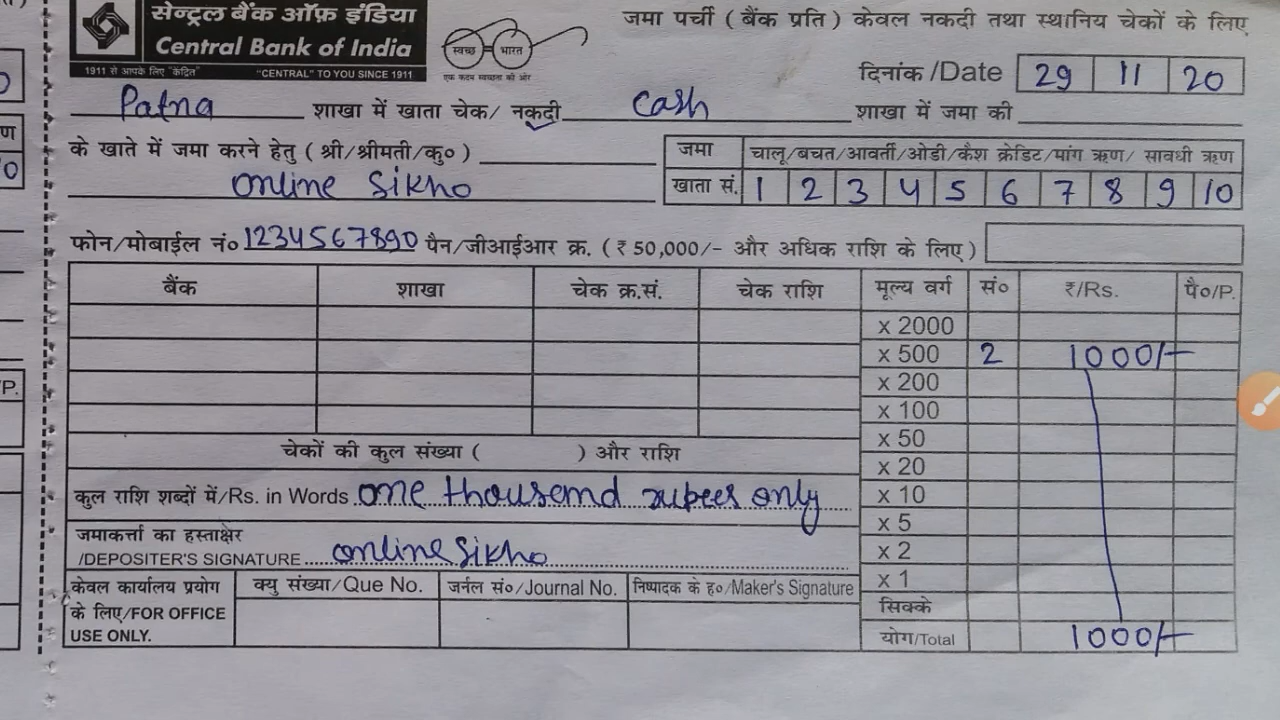 सेन्ट्रल बैंक ऑफ़ इंडिया
Central Bank of India
1911 से आपके लिए "केंद्रित" "CENTRAL" TO YOU SINCE 1911
स्वच्छ भारत
एक कदम स्वच्छता की ओर
जमा पर्ची ( बैंक प्रति ) केवल नकदी तथा स्थानिय चेकों के लिए
दिनांक /Date 29 11 20
Patna शाखा में खाता चेक/ नकदी Cash शाखा में जमा की
के खाते में जमा करने हेतु ( श्री/श्रीमती/कु० )
online Sikho
जमा चालू/बचत/आवर्ती/ओडी/कैश क्रेडिट/मांग ऋण/ सावधी ऋण
खाता सं. 1 2 3 4 5 6 7 8 9 10
फोन/मोबाईल नं० 1234567890 पैन/जीआईआर क्र. ( ₹ 50,000/- और अधिक राशि के लिए )
बैंक शाखा चेक क्र.सं. चेक राशि मूल्य वर्ग सं० ₹/Rs. पै०/P.
x 2000
x 500 2 1000/-
x 200
x 100
x 50
x 20
x 10
x 5
x 2
x 1
सिक्के
योग/Total 1000/-
चेकों की कुल संख्या ( ) और राशि
कुल राशि शब्दों में/Rs. in Words one thousemd rupees only
जमाकर्त्ता का हस्ताक्षेर
/DEPOSITER'S SIGNATURE online Sikho
केवल कार्यालय प्रयोग
के लिए/FOR OFFICE
USE ONLY.
क्यु संख्या/Que No. जर्नल सं०/Journal No. निष्पादक के ह०/Maker's Signature